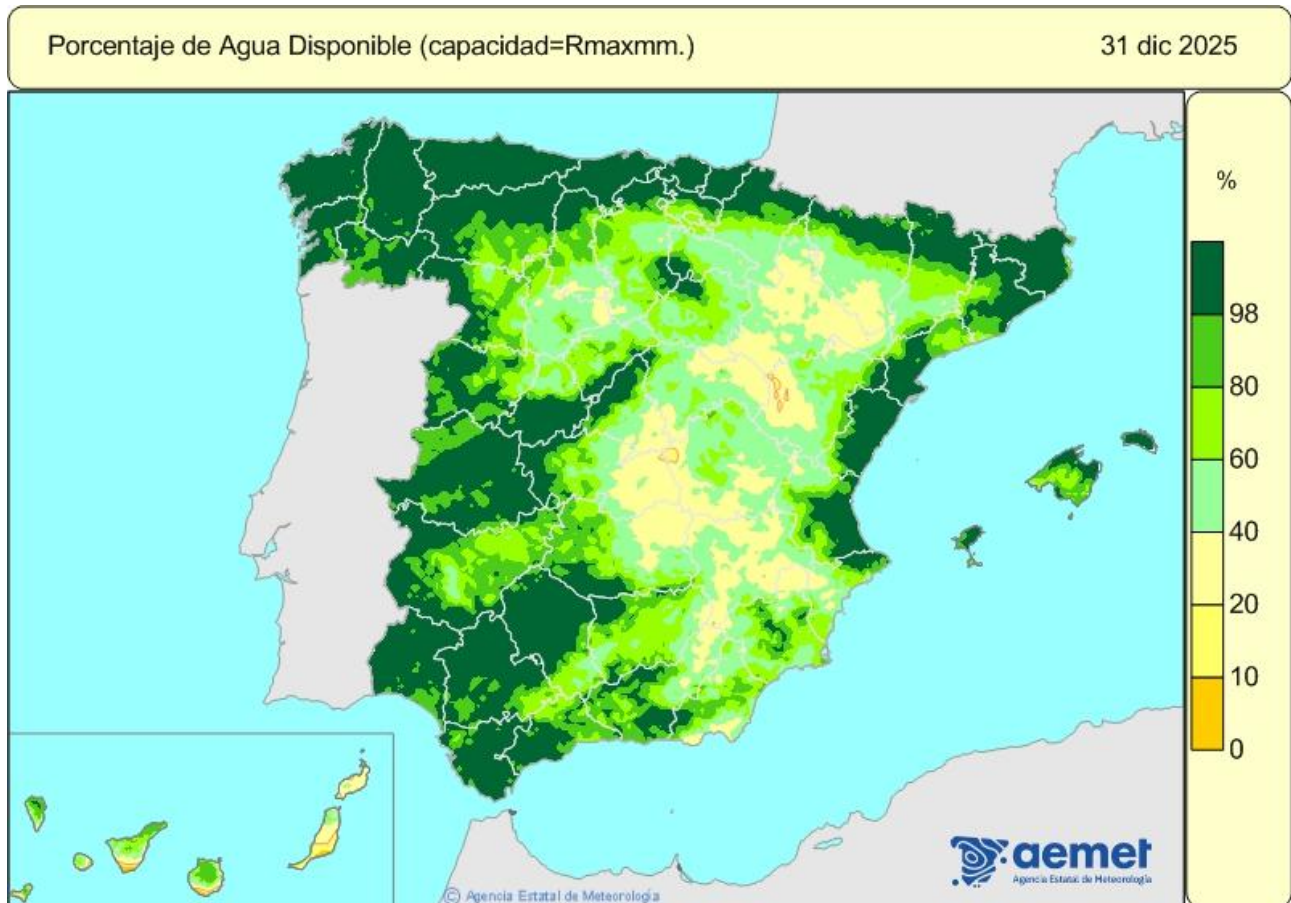 Porcentaje de Agua Disponible (capacidad=Rmaxmm.) 31 dic 2025
%
98
80
60
40
20
10
0
aemet
Agencia Estatal de Meteorología
© Agencia Estatal de Meteorología